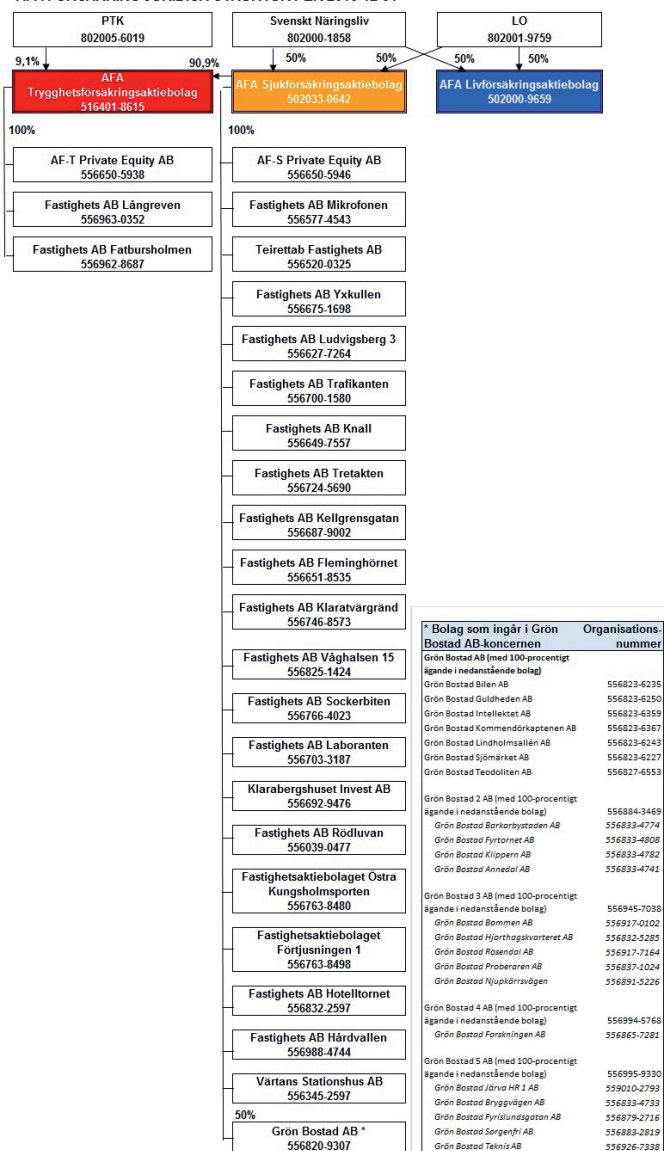 PTK
802005-6019
Svenskt Näringsliv
802000-1858
LO
802001-9759
9,1%
90,9%
50%
50%
50%
50%
AFA
Trygghetsförsäkringsaktiebolag
516401-8615
AFA Sjukförsäkringsaktiebolag
502033-0642
AFA Livförsäkringsaktiebolag
502000-9659
100%
AF-T Private Equity AB
556650-5938
Fastighets AB Långreven
556963-0352
Fastighets AB Fatbursholmen
556962-8687
100%
AF-S Private Equity AB
556650-5946
Fastighets AB Mikrofonen
556577-4543
Teirettab Fastighets AB
556520-0325
Fastighets AB Yxkullen
556675-1698
Fastighets AB Ludvigsberg 3
556627-7264
Fastighets AB Trafikanten
556700-1580
Fastighets AB Knall
556649-7557
Fastighets AB Tretakten
556724-5690
Fastighets AB Kellgrensgatan
556687-9002
Fastighets AB Fleminghörnet
556651-8535
Fastighets AB Klaratvärgränd
556746-8573
Fastighets AB Våghalsen 15
556825-1424
Fastighets AB Sockerbiten
556766-4023
Fastighets AB Laboranten
556703-3187
Klarabergshuset Invest AB
556692-9476
Fastighets AB Rödluvan
556039-0477
Fastighetsaktiebolaget Östra
Kungsholmsporten
556763-8480
Fastighetsaktiebolaget
Förtjusningen 1
556763-8498
Fastighets AB Hotelltornet
556832-2597
Fastighets AB Hårdvallen
556988-4744
Värtans Stationshus AB
556345-2597
50%
Grön Bostad AB *
556820-9307
* Bolag som ingår i Grön Organisations-
Bostad AB-koncernen nummer
Grön Bostad AB (med 100-procentigt
ägande i nedanstående bolag)
Grön Bostad Bilen AB 556823-6235
Grön Bostad Guldheden AB 556823-6250
Grön Bostad Intellektet AB 556823-6359
Grön Bostad Kommendörkaptenen AB 556823-6367
Grön Bostad Lindholmsallén AB 556823-6243
Grön Bostad Sjömärket AB 556823-6227
Grön Bostad Teodoliten AB 556827-6553
Grön Bostad 2 AB (med 100-procentigt
ägande i nedanstående bolag) 556884-3469
Grön Bostad Barkarbystaden AB 556833-4774
Grön Bostad Fyrtornet AB 556833-4808
Grön Bostad Klippern AB 556833-4782
Grön Bostad Annedal AB 556833-4741
Grön Bostad 3 AB (med 100-procentigt
ägande i nedanstående bolag) 556945-7038
Grön Bostad Bommen AB 556917-0102
Grön Bostad Hjorthagskvarteret AB 556832-5285
Grön Bostad Rosendal AB 556917-7164
Grön Bostad Proberaren AB 556837-1024
Grön Bostad Njupkärrsvägen 556891-5226
Grön Bostad 4 AB (med 100-procentigt
ägande i nedanstående bolag) 556994-5768
Grön Bostad Forskningen AB 556865-7281
Grön Bostad 5 AB (med 100-procentigt
ägande i nedanstående bolag) 556995-9330
Grön Bostad Järva HR 1 AB 559010-2793
Grön Bostad Bryggvägen AB 556833-4733
Grön Bostad Fyrislundsgatan AB 556879-2716
Grön Bostad Sorgenfri AB 556883-2819
Grön Bostad Teknis AB 556926-7338